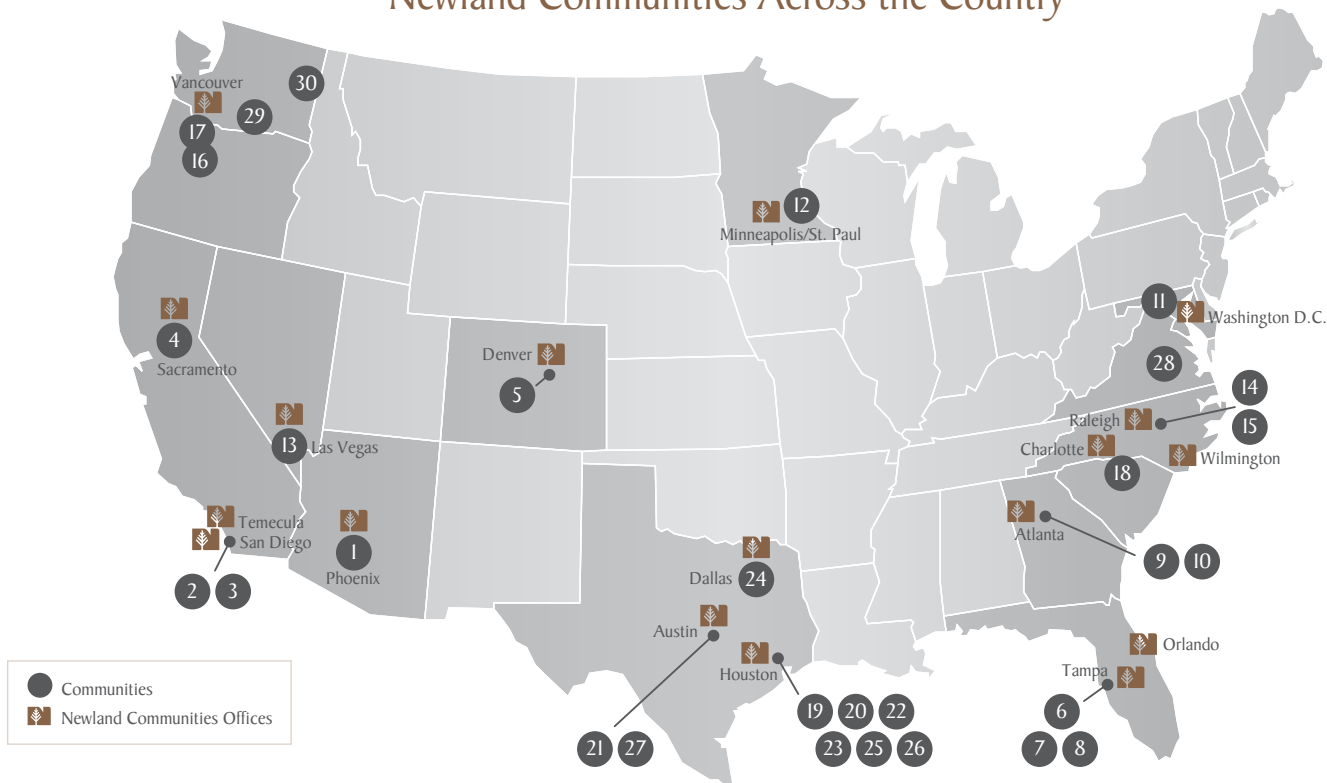 Newland Communities Across the Country
Vancouver
30
29
17
16
12
Minneapolis/St. Paul
11
Washington D.C.
4
Sacramento
Denver
5
28
14
Raleigh
15
Charlotte
Wilmington
18
13 Las Vegas
Temecula
San Diego
2 3
1
Phoenix
Atlanta
9 10
Dallas 24
Austin
Houston
Orlando
Tampa
19 20 22
23 25 26
21 27
6
7 8
Communities
Newland Communities Offices